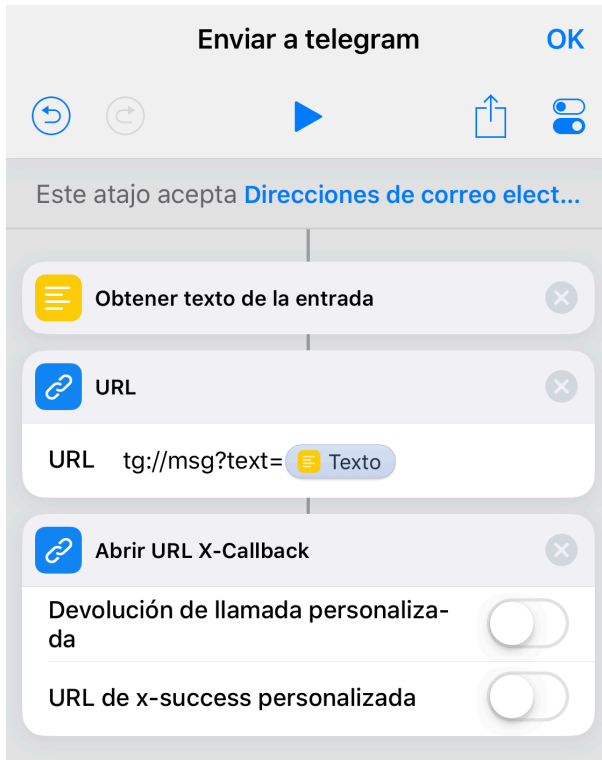 Enviar a telegram
OK
Este atajo acepta Direcciones de correo elect...
Obtener texto de la entrada
URL
URL tg://msg?text= Texto
Abrir URL X-Callback
Devolución de llamada personaliza-
da
URL de x-success personalizada